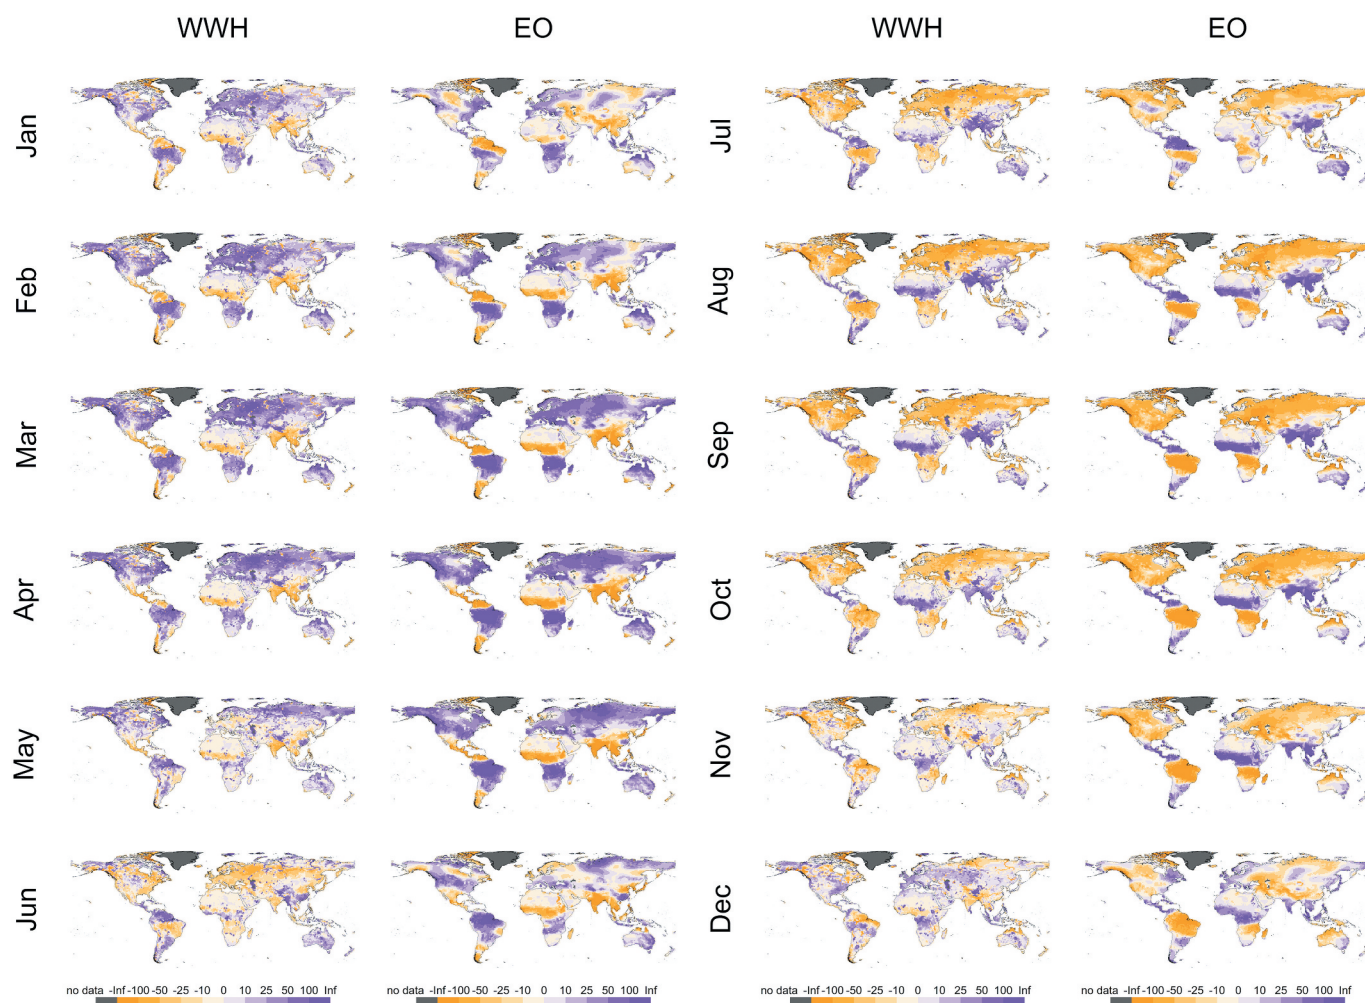 WWH EO WWH EO
Jan Jul
Feb Aug
Mar Sep
Apr Oct
May Nov
Jun Dec
no data -Inf -100 -50 -25 -10 0 10 25 50 100 Inf no data -Inf -100 -50 -25 -10 0 10 25 50 100 Inf no data -Inf -100 -50 -25 -10 0 10 25 50 100 Inf no data -Inf -100 -50 -25 -10 0 10 25 50 100 Inf